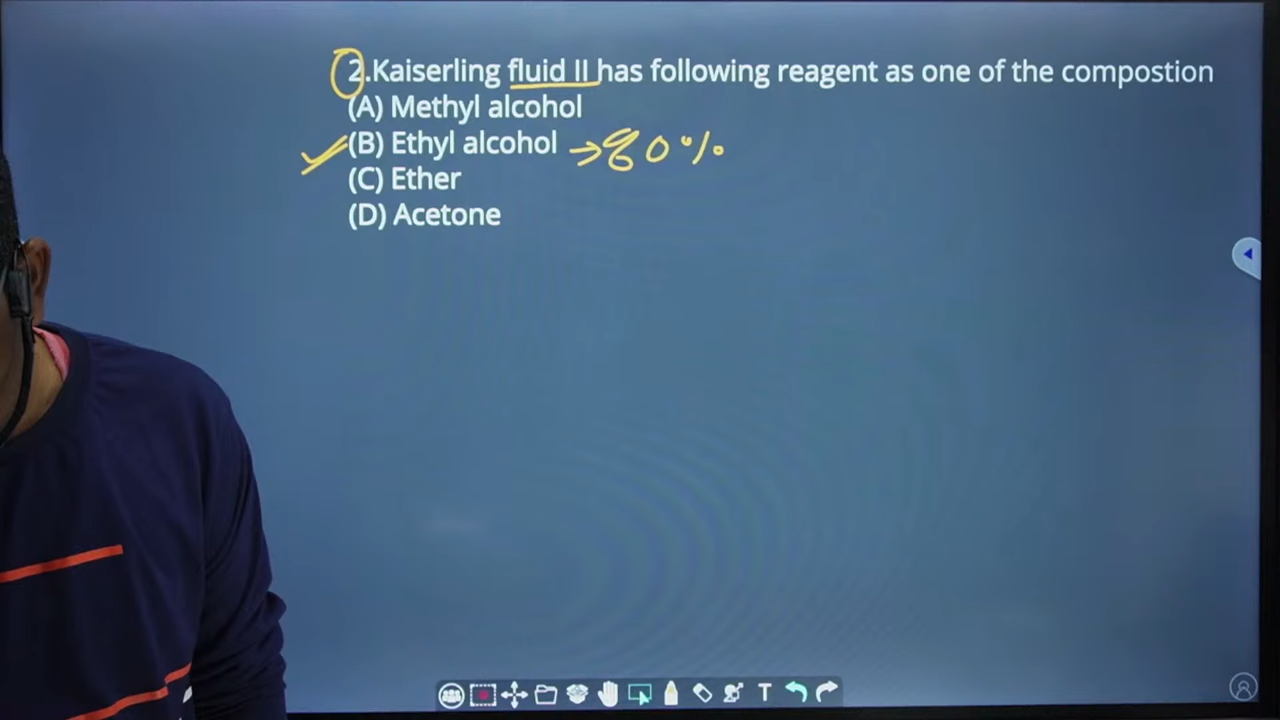 2.Kaiserling fluid II has following reagent as one of the compostion
(A) Methyl alcohol
(B) Ethyl alcohol → 80%
(C) Ether
(D) Acetone
T